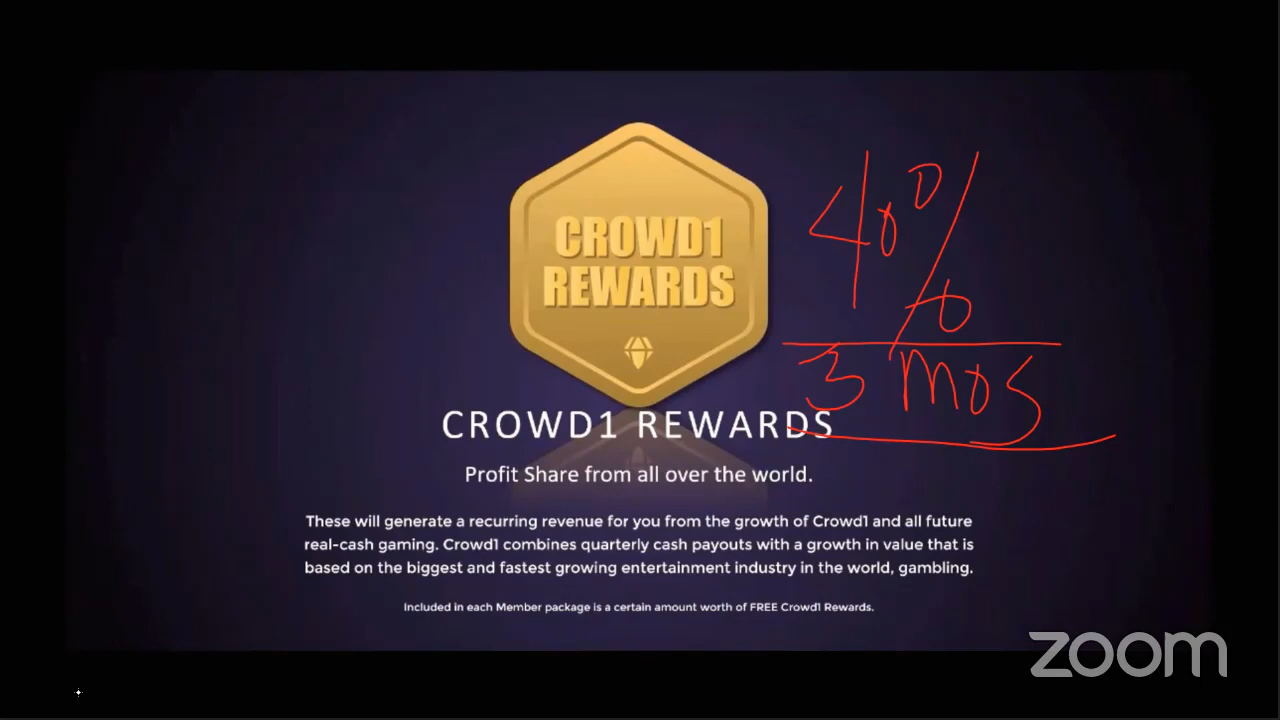 CROWD1
REWARDS
40%
3 mos
CROWD1 REWARDS
Profit Share from all over the world.
These will generate a recurring revenue for you from the growth of Crowd1 and all future
real-cash gaming. Crowd1 combines quarterly cash payouts with a growth in value that is
based on the biggest and fastest growing entertainment industry in the world, gambling.
Included in each Member package is a certain amount worth of FREE Crowd1 Rewards.
zoom